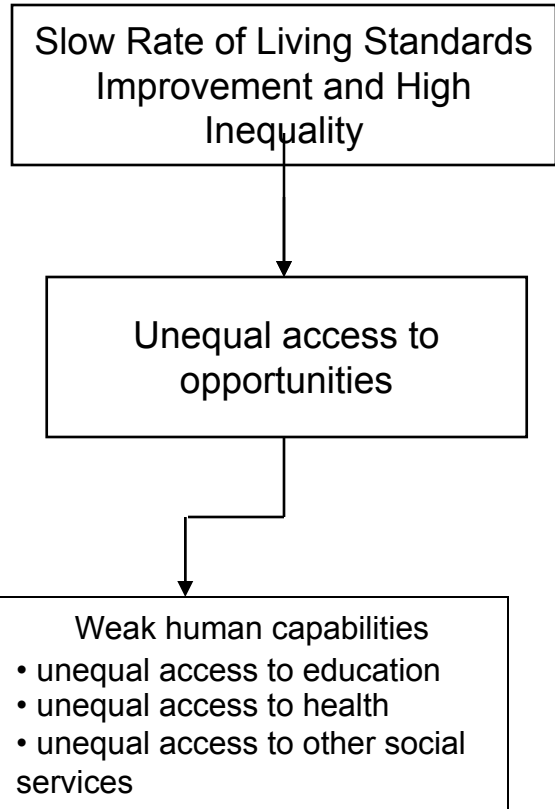 Slow Rate of Living Standards
Improvement and High
Inequality
Unequal access to
opportunities
Weak human capabilities
• unequal access to education
• unequal access to health
• unequal access to other social
services